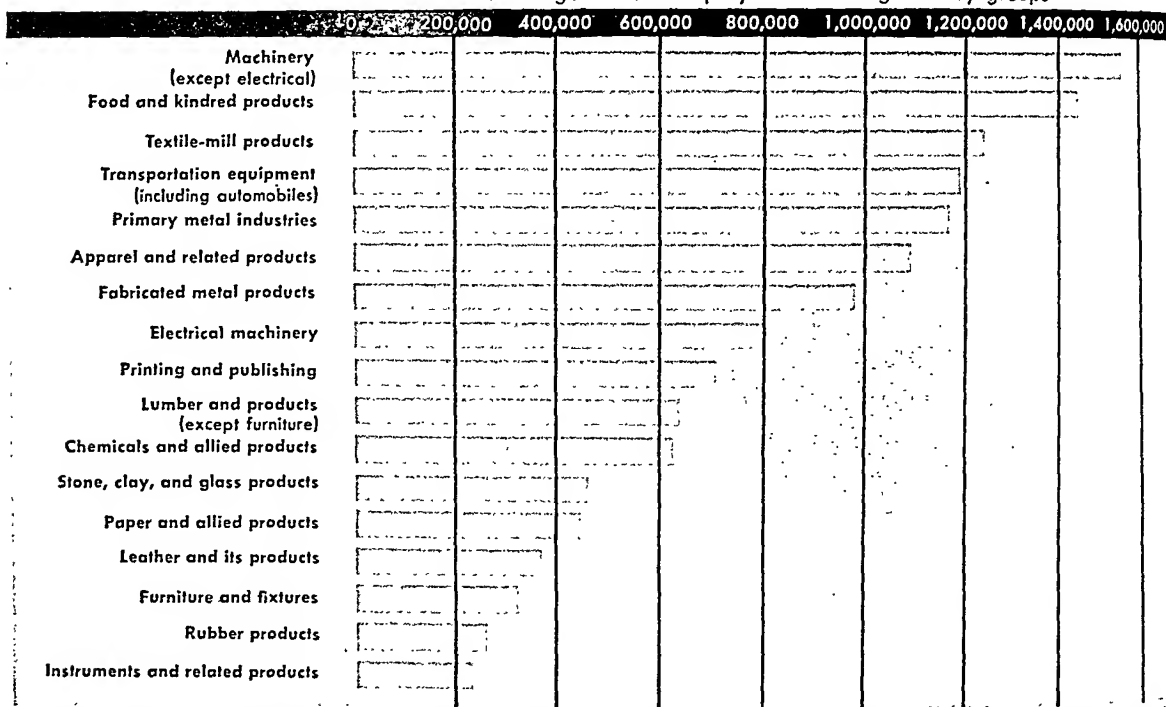 0 200,000 400,000 600,000 800,000 1,000,000 1,200,000 1,400,000 1,600,000
Machinery
(except electrical)
Food and kindred products
Textile-mill products
Transportation equipment
(including automobiles)
Primary metal industries
Apparel and related products
Fabricated metal products
Electrical machinery
Printing and publishing
Lumber and products
(except furniture)
Chemicals and allied products
Stone, clay, and glass products
Paper and allied products
Leather and its products
Furniture and fixtures
Rubber products
Instruments and related products